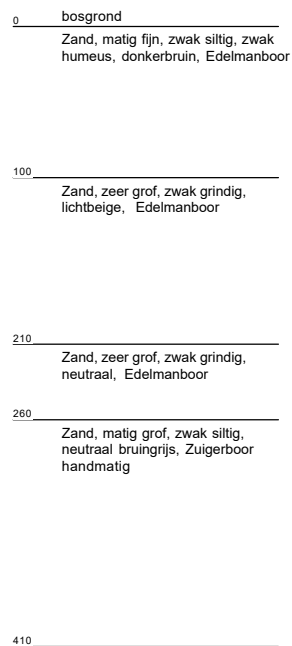 0 bosgrond
Zand, matig fijn, zwak siltig, zwak
humeus, donkerbruin, Edelmanboor
100
Zand, zeer grof, zwak grindig,
lichtbeige, Edelmanboor
210
Zand, zeer grof, zwak grindig,
neutraal, Edelmanboor
260
Zand, matig grof, zwak siltig,
neutraal bruingrijs, Zuigerboor
handmatig
410